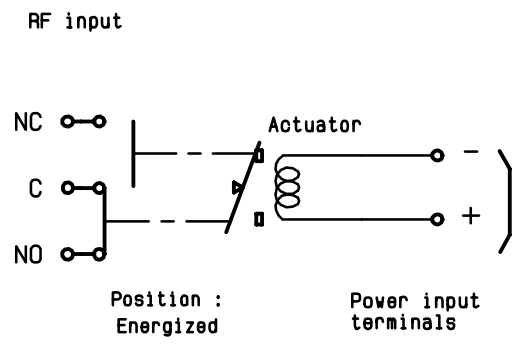 RF input
NC
Actuator
-
C
+
NO
Position :
Energized
Power input
terminals